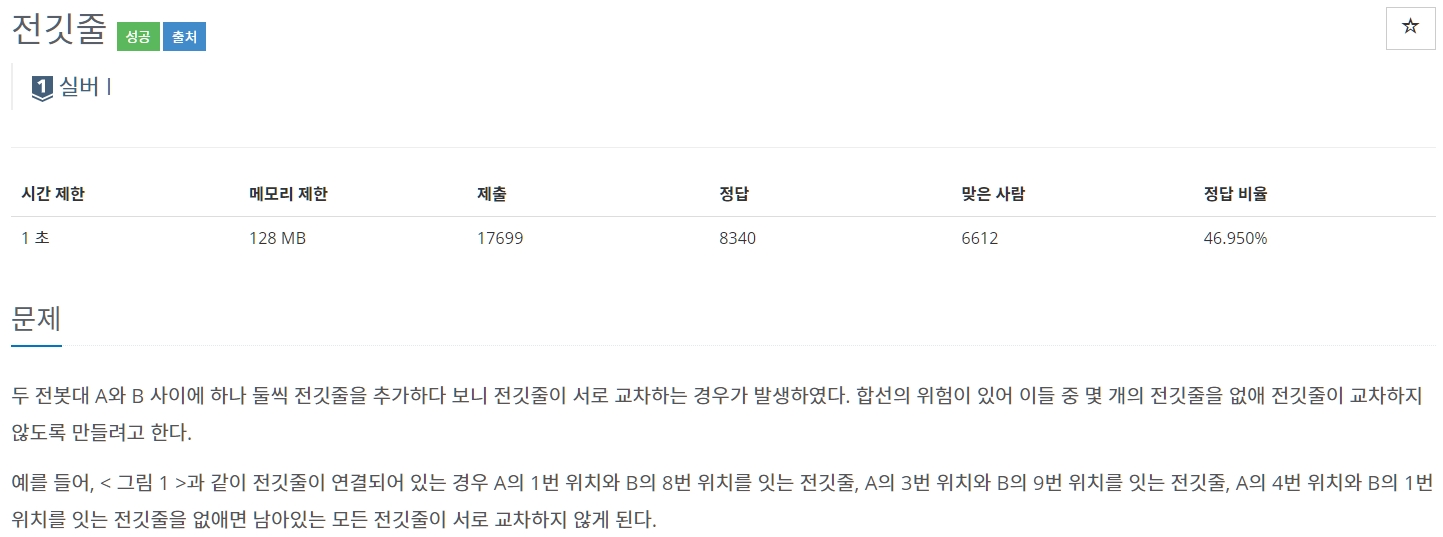 전깃줄 성공 출처
☆
1 실버 I
시간 제한 메모리 제한 제출 정답 맞은 사람 정답 비율
1 초 128 MB 17699 8340 6612 46.950%
문제
두 전봇대 A와 B 사이에 하나 둘씩 전깃줄을 추가하다 보니 전깃줄이 서로 교차하는 경우가 발생하였다. 합선의 위험이 있어 이들 중 몇 개의 전깃줄을 없애 전깃줄이 교차하지
않도록 만들려고 한다.
예를 들어, < 그림 1 >과 같이 전깃줄이 연결되어 있는 경우 A의 1번 위치와 B의 8번 위치를 잇는 전깃줄, A의 3번 위치와 B의 9번 위치를 잇는 전깃줄, A의 4번 위치와 B의 1번
위치를 잇는 전깃줄을 없애면 남아있는 모든 전깃줄이 서로 교차하지 않게 된다.